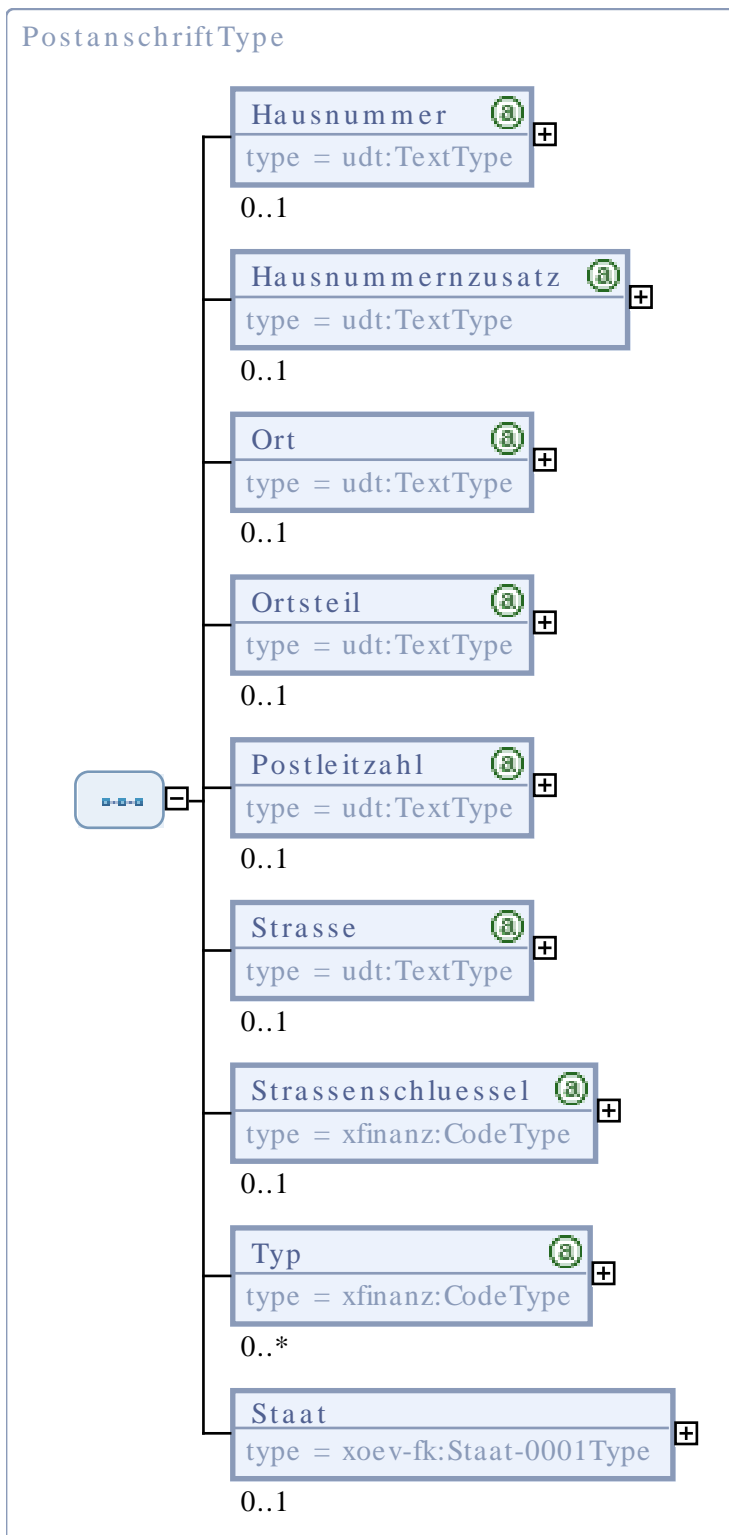 PostanschriftType
Hausnummer @
type = udt:TextType
0..1
Hausnummernzusatz @
type = udt:TextType
0..1
Ort @
type = udt:TextType
0..1
Ortsteil @
type = udt:TextType
0..1
Postleitzahl @
type = udt:TextType
0..1
Strasse @
type = udt:TextType
0..1
Strassenschluessel @
type = xfinanz:CodeType
0..1
Typ @
type = xfinanz:CodeType
0..*
Staat
type = xoev-fk:Staat-0001Type
0..1